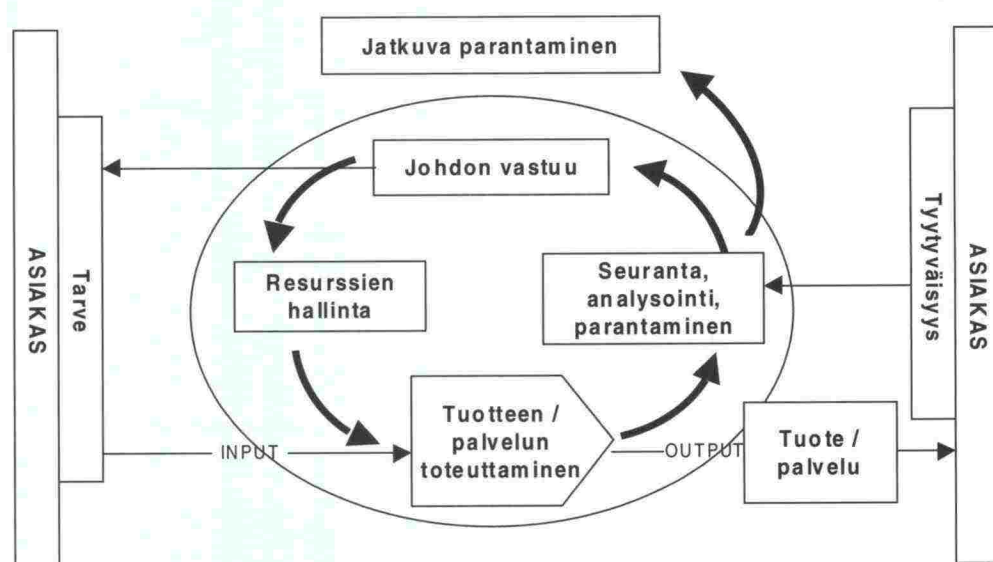 Jatkuva parantaminen
Johdon vastuu
ASIAKAS
Tarve
Resurssien
hallinta
Seuranta,
analysointi,
parantaminen
Tyytyväisyys
ASIAKAS
Tuotteen /
palvelun
toteuttaminen
INPUT
OUTPUT
Tuote /
palvelu